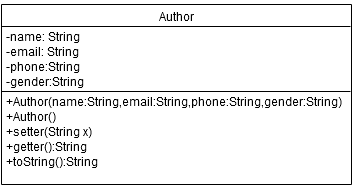 Author
-name: String
-email: String
-phone:String
-gender:String
+Author(name:String,email:String,phone:String,gender:String)
+Author()
+setter(String x)
+getter():String
+toString():String